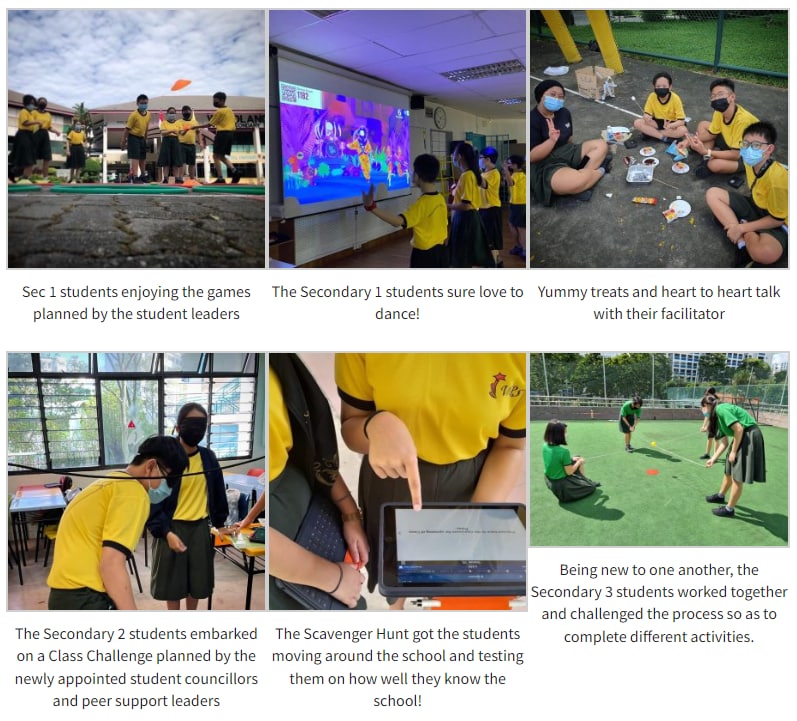 1182
Sec 1 students enjoying the games
planned by the student leaders
The Secondary 1 students sure love to
dance!
Yummy treats and heart to heart talk
with their facilitator
The Secondary 2 students embarked
on a Class Challenge planned by the
newly appointed student councillors
and peer support leaders
The Scavenger Hunt got the students
moving around the school and testing
them on how well they know the
school!
Being new to one another, the
Secondary 3 students worked together
and challenged the process so as to
complete different activities.